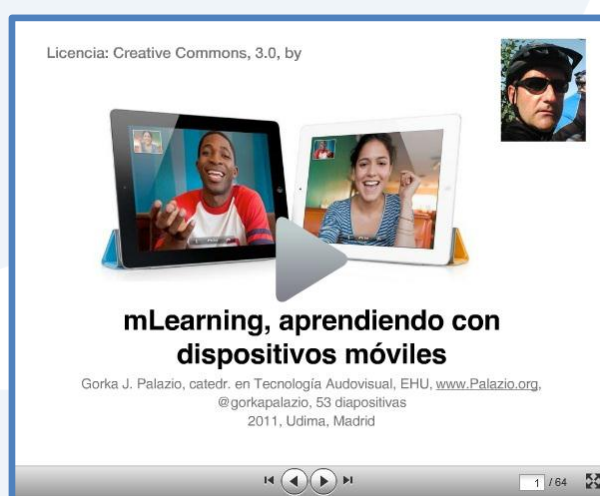 Licencia: Creative Commons, 3.0, by
mLearning, aprendiendo con
dispositivos móviles
Gorka J. Palazio, catedr. en Tecnología Audovisual, EHU, www.Palazio.org,
@gorkapalazio, 53 diapositivas
2011, Udima, Madrid
1 / 64